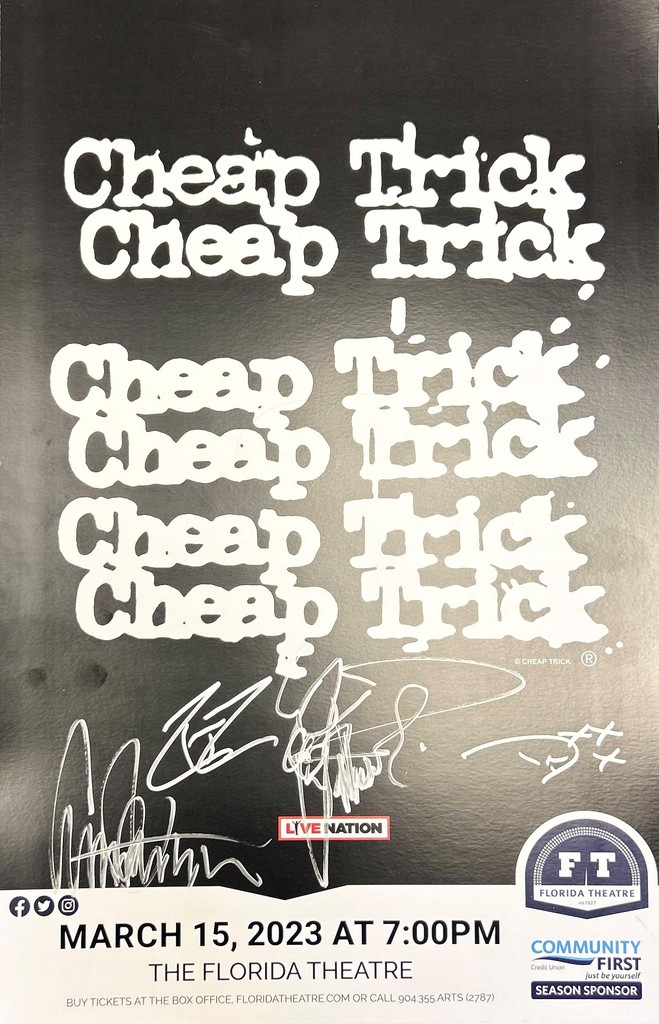 Cheap Trick
Cheap Trick
Cheap Trick
Cheap Trick
Cheap Trick
Cheap Trick
© CHEAP TRICK ®
LIVE NATION
FT
FLORIDA THEATRE
est 1927
MARCH 15, 2023 AT 7:00PM
THE FLORIDA THEATRE
BUY TICKETS AT THE BOX OFFICE, FLORIDATHEATRE.COM OR CALL 904.355.ARTS (2787)
COMMUNITY
Credit Union FIRST
just be yourself
SEASON SPONSOR